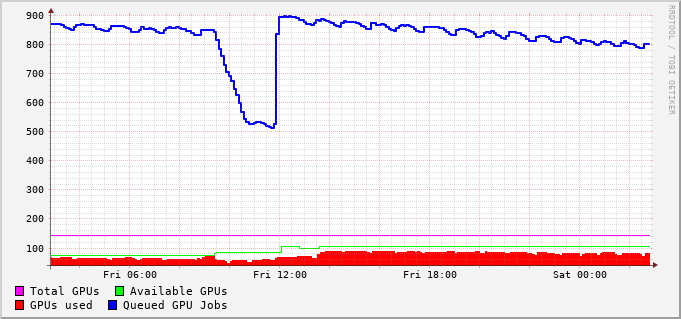 900
800
700
600
500
400
300
200
100
Fri 06:00 Fri 12:00 Fri 18:00 Sat 00:00
Total GPUs Available GPUs
GPUs used Queued GPU Jobs
RRDTOOL / TOBI OETIKER